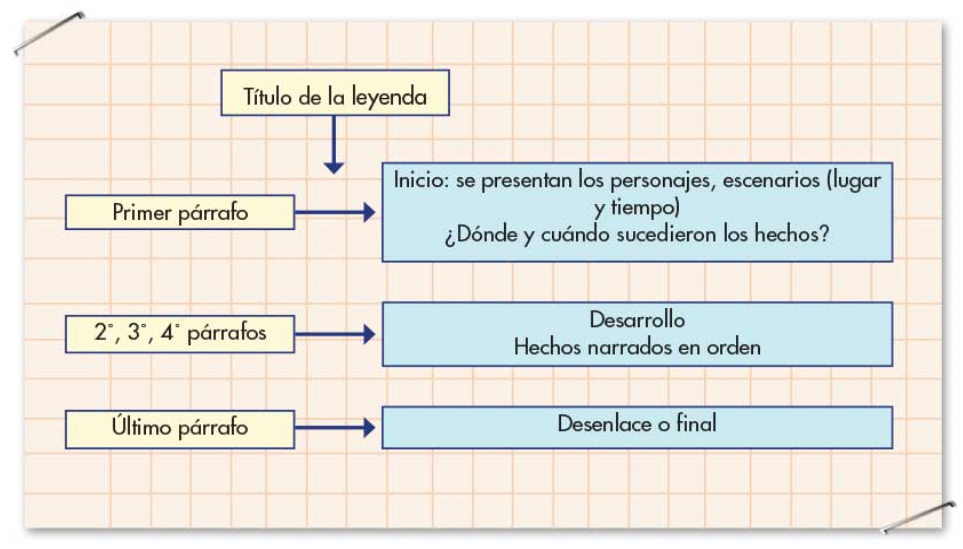 Título de la leyenda
Primer párrafo
Inicio: se presentan los personajes, escenarios (lugar
y tiempo)
¿Dónde y cuándo sucedieron los hechos?
2°, 3°, 4° párrafos
Desarrollo
Hechos narrados en orden
Último párrafo
Desenlace o final